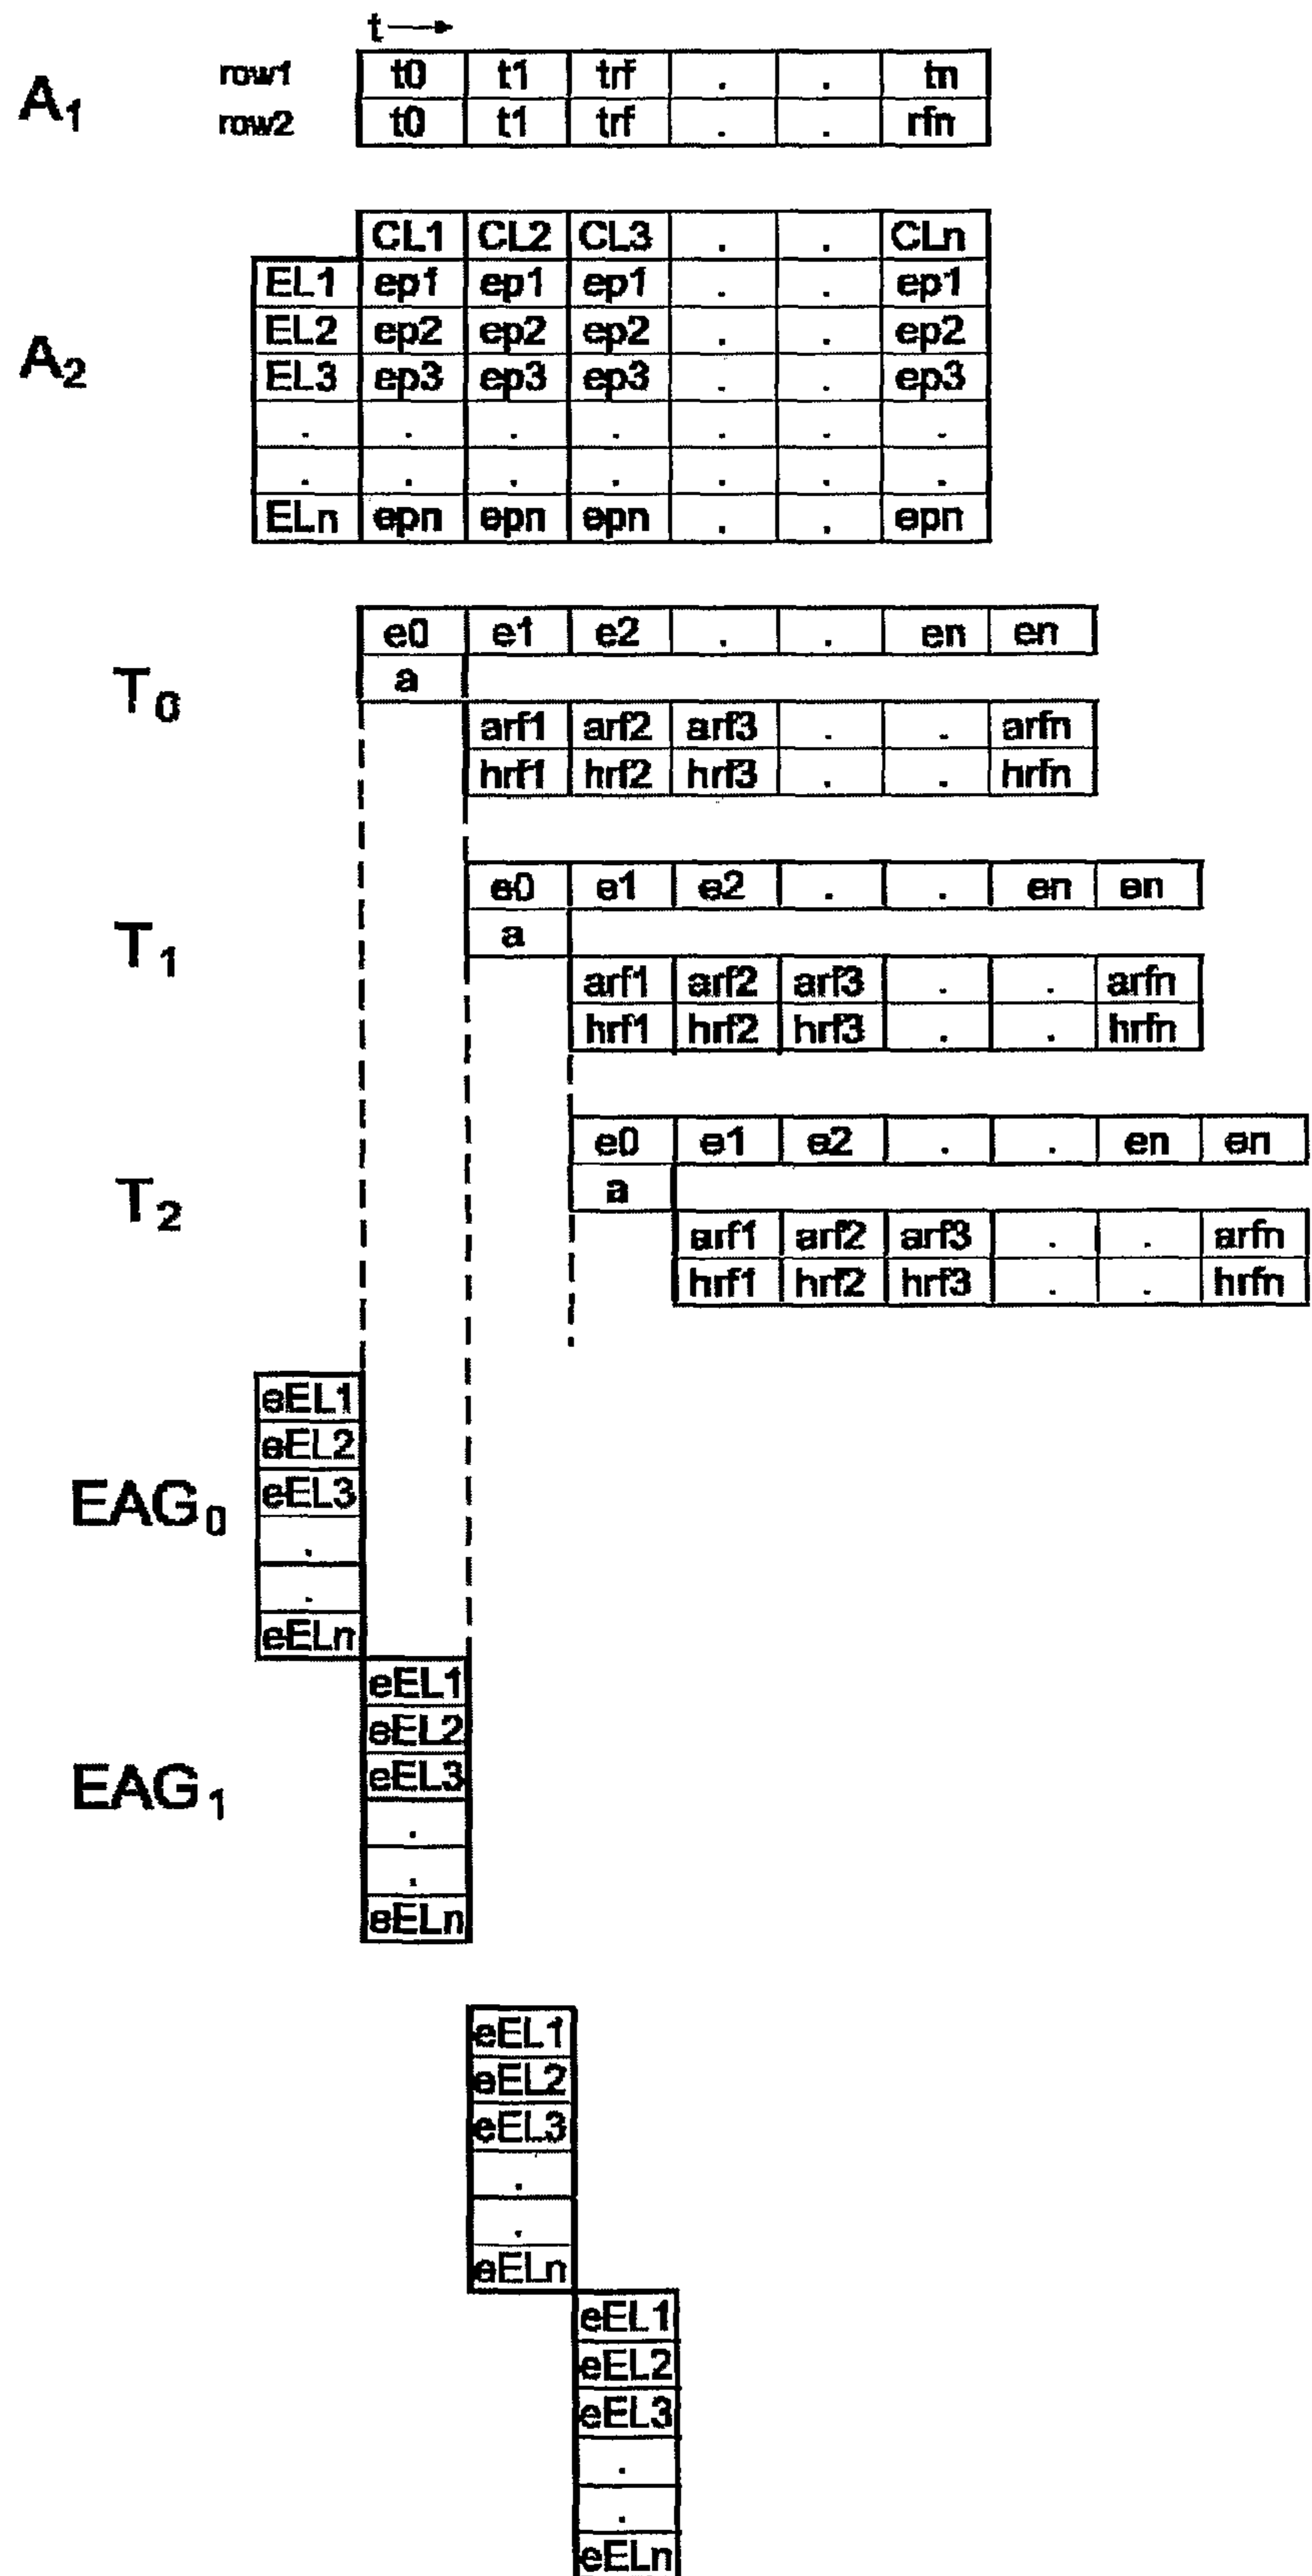 t
A1 row1 t0 t1 trf . . tn
row2 t0 t1 trf . . rfn
CL1 CL2 CL3 . . CLn
EL1 ep1 ep1 ep1 . . ep1
A2 EL2 ep2 ep2 ep2 . . ep2
EL3 ep3 ep3 ep3 . . ep3
. . . . . . .
. . . . . . .
ELn epn epn epn . . epn
T0 e0 e1 e2 . . en en
a
arf1 arf2 arf3 . . arfn
hrf1 hrf2 hrf3 . . hrfn
T1 e0 e1 e2 . . en en
a
arf1 arf2 arf3 . . arfn
hrf1 hrf2 hrf3 . . hrfn
T2 e0 e1 e2 . . en en
a
arf1 arf2 arf3 . . arfn
hrf1 hrf2 hrf3 . . hrfn
EAG0
eEL1
eEL2
eEL3
.
.
eELn
EAG1
eEL1
eEL2
eEL3
.
.
eELn
eEL1
eEL2
eEL3
.
.
eELn
eEL1
eEL2
eEL3
.
.
eELn